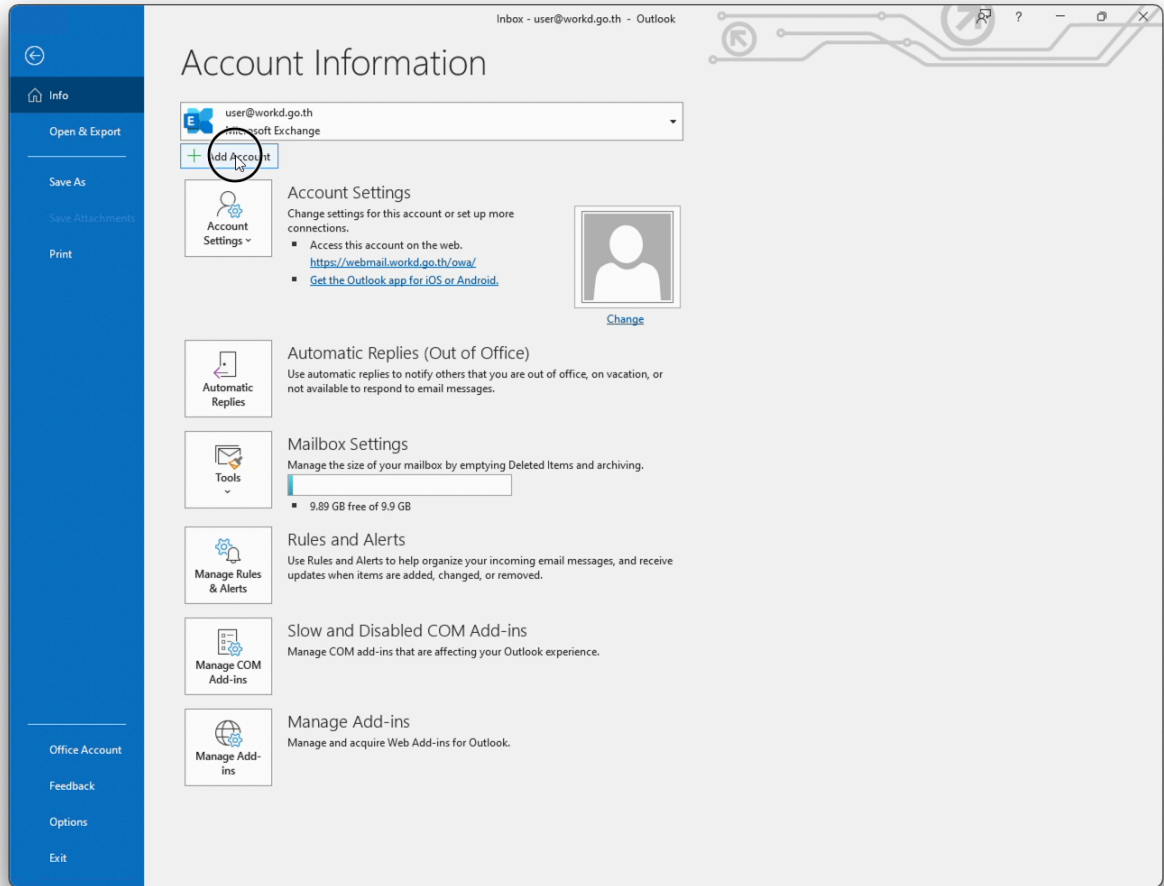 Inbox - user@workd.go.th - Outlook
?
Account Information
Info
Open & Export
Save As
Save Attachments
Print
Office Account
Feedback
Options
Exit
E
user@workd.go.th
Microsoft Exchange
Add Account
Account
Settings
Account Settings
Change settings for this account or set up more
connections.
Access this account on the web.
https://webmail.workd.go.th/owa/
Get the Outlook app for iOS or Android.
Change
Automatic
Replies
Automatic Replies (Out of Office)
Use automatic replies to notify others that you are out of office, on vacation, or
not available to respond to email messages.
Tools
Mailbox Settings
Manage the size of your mailbox by emptying Deleted Items and archiving.
9.89 GB free of 9.9 GB
Manage Rules
& Alerts
Rules and Alerts
Use Rules and Alerts to help organize your incoming email messages, and receive
updates when items are added, changed, or removed.
Manage COM
Add-ins
Slow and Disabled COM Add-ins
Manage COM add-ins that are affecting your Outlook experience.
Manage Add-
ins
Manage Add-ins
Manage and acquire Web Add-ins for Outlook.